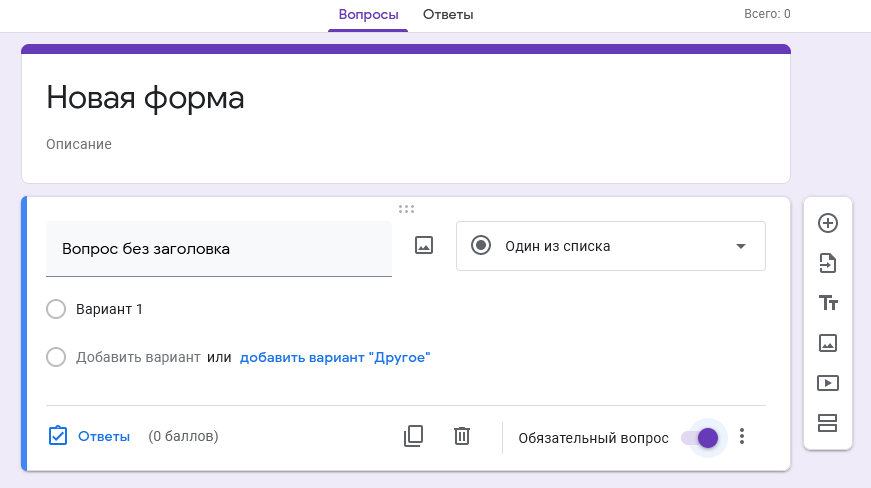 Вопросы Ответы Всего: 0
Новая форма
Описание
Вопрос без заголовка Один из списка
Вариант 1
Добавить вариант или добавить вариант "Другое"
Ответы (0 баллов) Обязательный вопрос